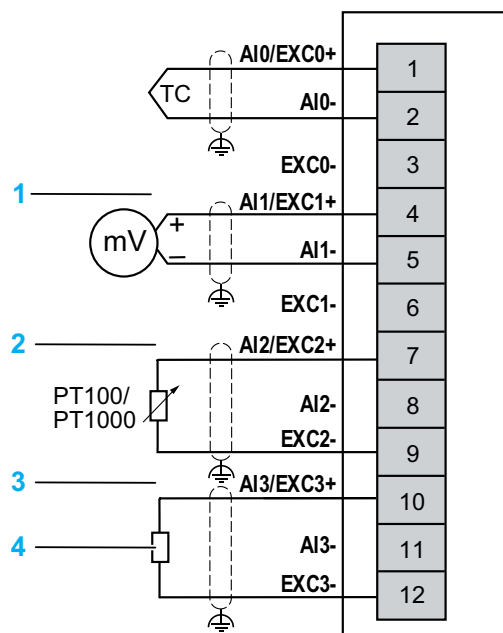 AI0/EXC0+
1
TC
AI0-
2
EXC0-
3
1
AI1/EXC1+
4
+
mV
–
AI1-
5
EXC1-
6
2
AI2/EXC2+
7
PT100/
PT1000
AI2-
8
EXC2-
9
3
AI3/EXC3+
10
4
AI3-
11
EXC3-
12